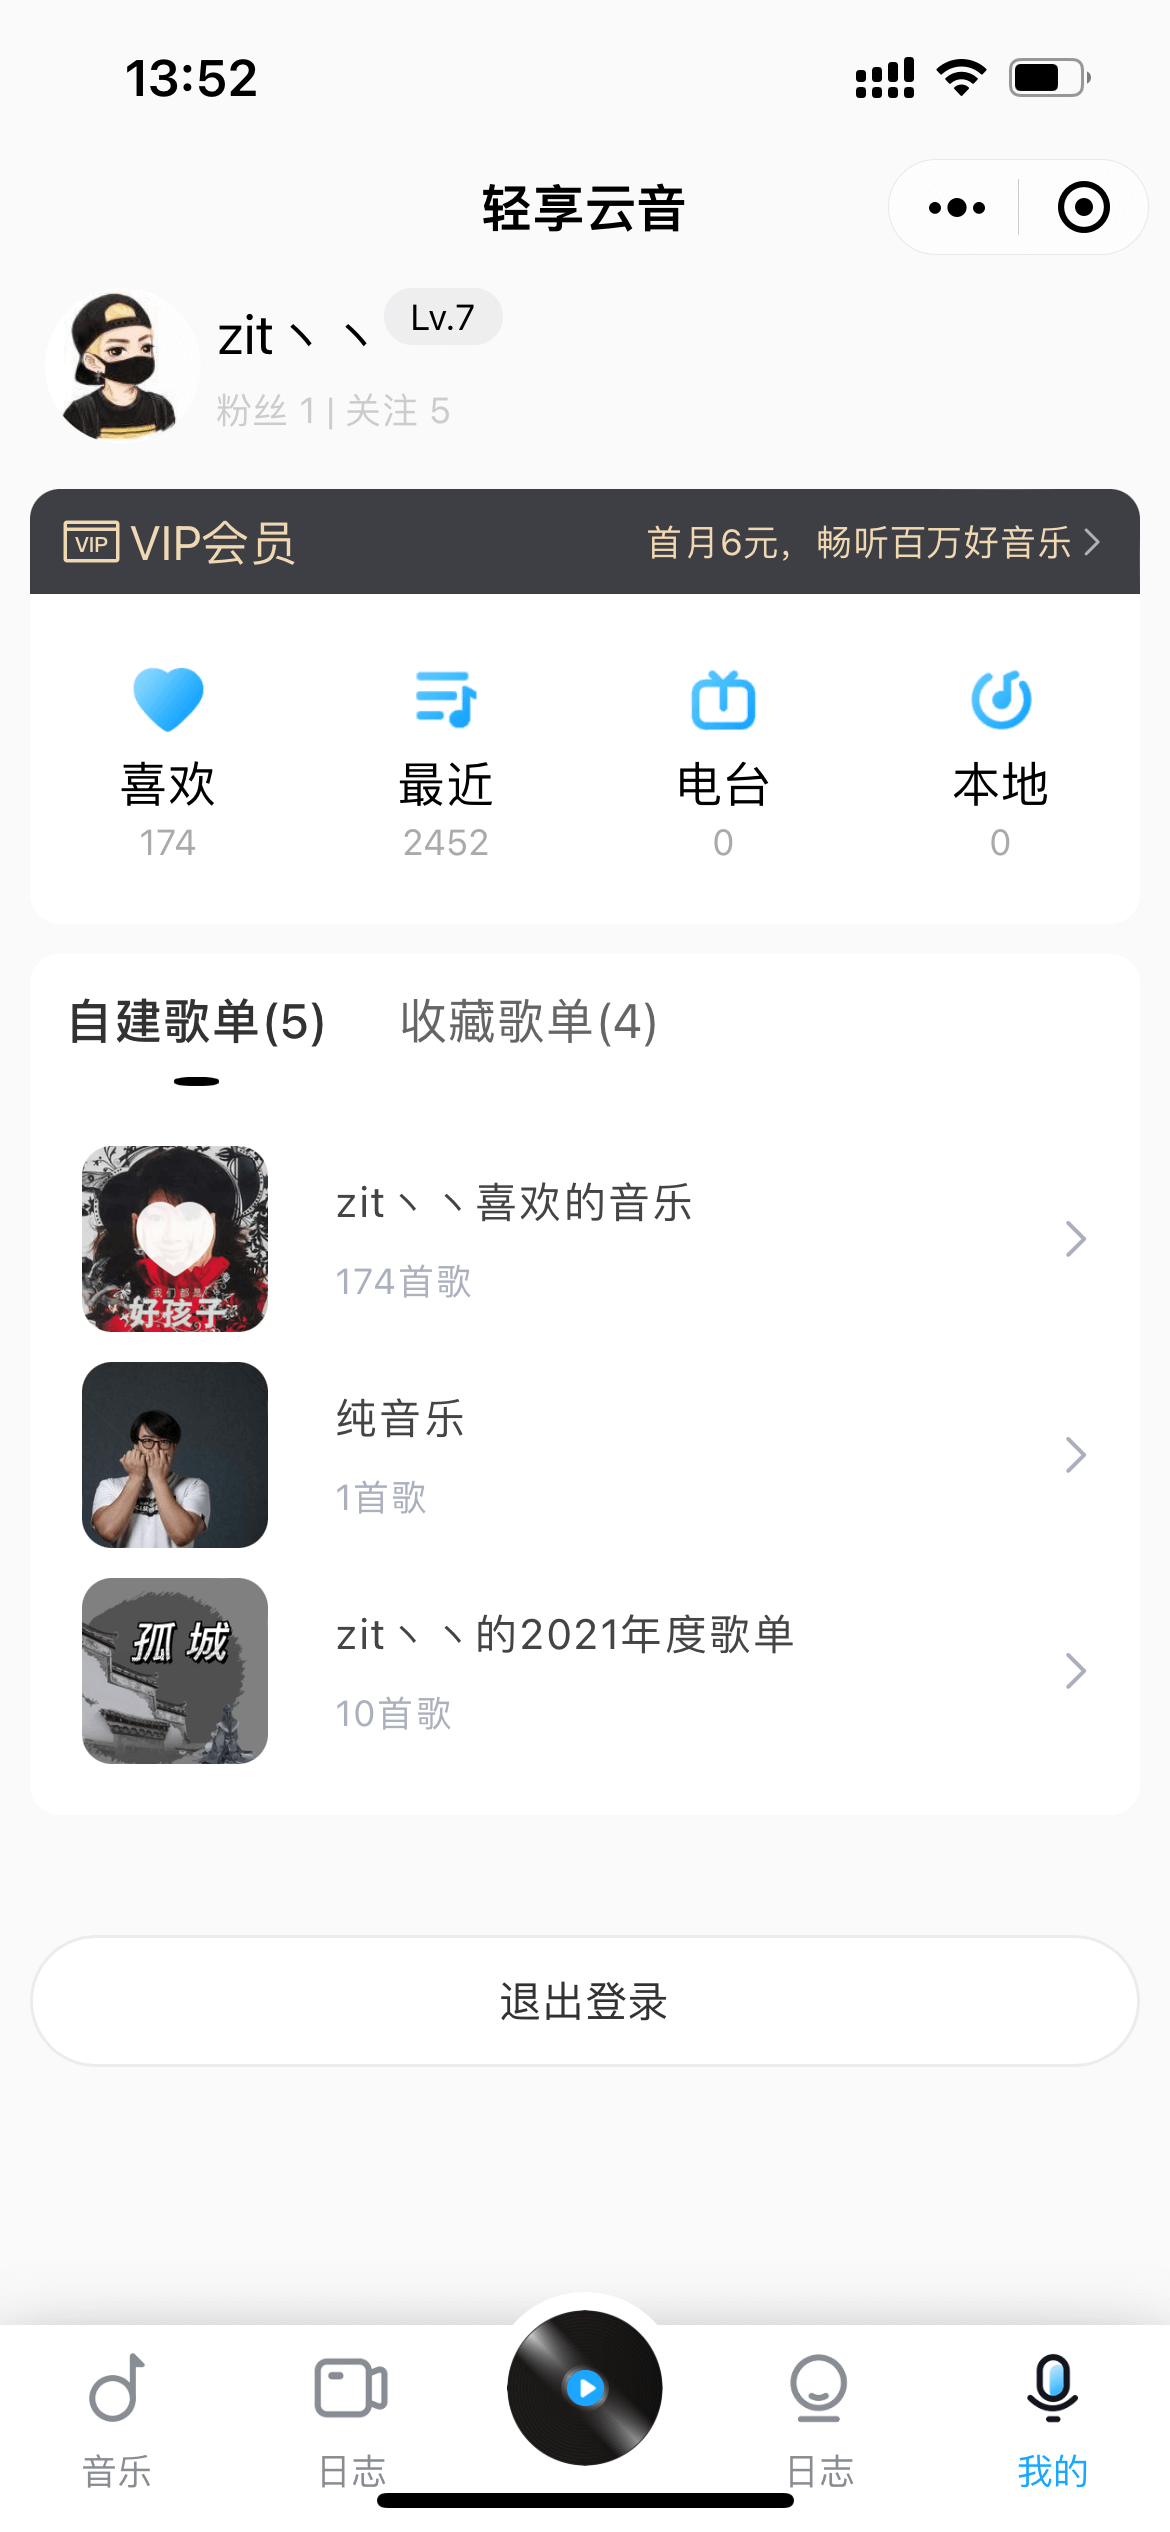 13:52
轻享云音
zit丶丶
Lv.7
粉丝 1 | 关注 5
VIP
VIP会员
首月6元，畅听百万好音乐
喜欢
最近
电台
本地
174
2452
0
0
自建歌单(5)
收藏歌单(4)
我们都是
好孩子
zit丶丶喜欢的音乐
174首歌
纯音乐
1首歌
孤城
zit丶丶的2021年度歌单
10首歌
退出登录
音乐
日志
日志
我的